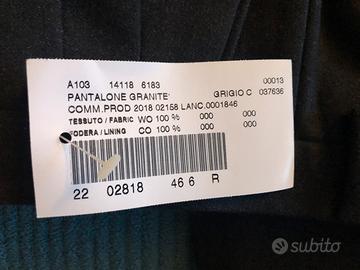 A103 14118 6183 00013
PANTALONE GRANITE' GRIGIO C 037636
COMM.PROD 2018 02158 LANC.0001846
TESSUTO / FABRIC WO 100 % 000 000
FODERA / LINING CO 100 % 000 000
22 02818 46 6 R
subito